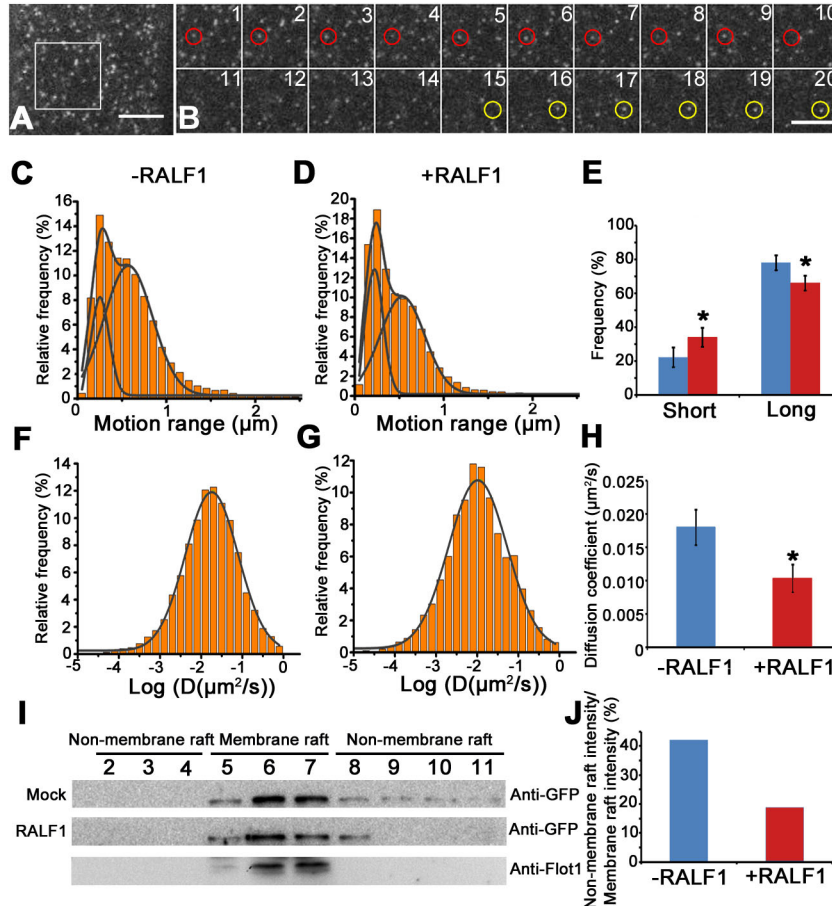 A
B
1 2 3 4 5 6 7 8 9 10
11 12 13 14 15 16 17 18 19 20
C -RALF1
Relative frequency (%)
16
14
12
10
8
6
4
2
0
0 1 2
Motion range (μm)
D +RALF1
Relative frequency (%)
20
18
16
14
12
10
8
6
4
2
0
0 1 2
Motion range (μm)
E
Frequency (%)
100
80
60
40
20
0
* *
Short Long
F
Relative frequency (%)
14
12
10
8
6
4
2
0
-5 -4 -3 -2 -1 0
Log (D(μm²/s))
G
Relative frequency (%)
12
10
8
6
4
2
0
-5 -4 -3 -2 -1 0
Log (D(μm²/s))
H
Diffusion coefficient (μm²/s)
0.025
0.020
0.015
0.010
0.005
0
*
-RALF1 +RALF1
I
Non-membrane raft Membrane raft Non-membrane raft
2 3 4 5 6 7 8 9 10 11
Mock Anti-GFP
RALF1 Anti-GFP
Anti-Flot1
J
Non-membrane raft intensity/
Membrane raft intensity (%)
40
30
20
10
0
-RALF1 +RALF1